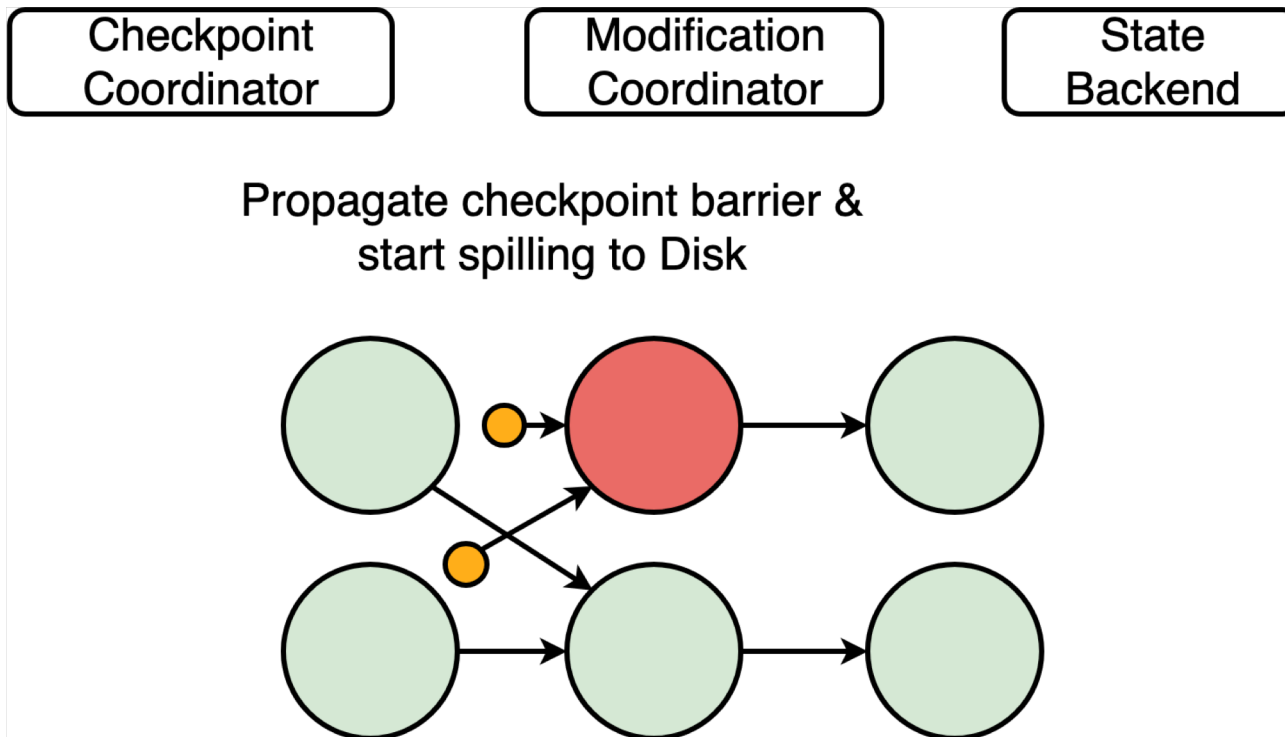 Checkpoint
Coordinator
Modification
Coordinator
State
Backend
Propagate checkpoint barrier &
start spilling to Disk